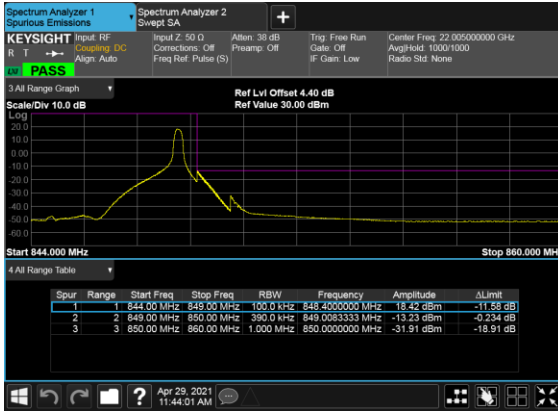 Spectrum Analyzer 1
Spurious Emissions
Spectrum Analyzer 2
Swept SA
KEYSIGHT
R T
LXI PASS
Input: RF
Coupling: DC
Align: Auto
Input Z: 50 Ω
Corrections: Off
Freq Ref: Pulse (S)
Atten: 38 dB
Preamp: Off
Trig: Free Run
Gate: Off
IF Gain: Low
Center Freq: 22.005000000 GHz
Avg|Hold: 1000/1000
Radio Std: None
3 All Range Graph
Scale/Div 10.0 dB
Ref Lvl Offset 4.40 dB
Ref Value 30.00 dBm
Log
20.0
10.0
0.00
-10.0
-20.0
-30.0
-40.0
-50.0
-60.0
Start 844.000 MHz
Stop 860.000 MH
4 All Range Table
Spur Range Start Freq Stop Freq RBW Frequency Amplitude ΔLimit
1 1 844.00 MHz 849.00 MHz 100.0 kHz 848.4000000 MHz 18.42 dBm -11.58 dB
2 2 849.00 MHz 850.00 MHz 390.0 kHz 849.0083333 MHz -13.23 dBm -0.234 dB
3 3 850.00 MHz 860.00 MHz 1.000 MHz 850.0000000 MHz -31.91 dBm -18.91 dB
?
Apr 29, 2021
11:44:01 AM